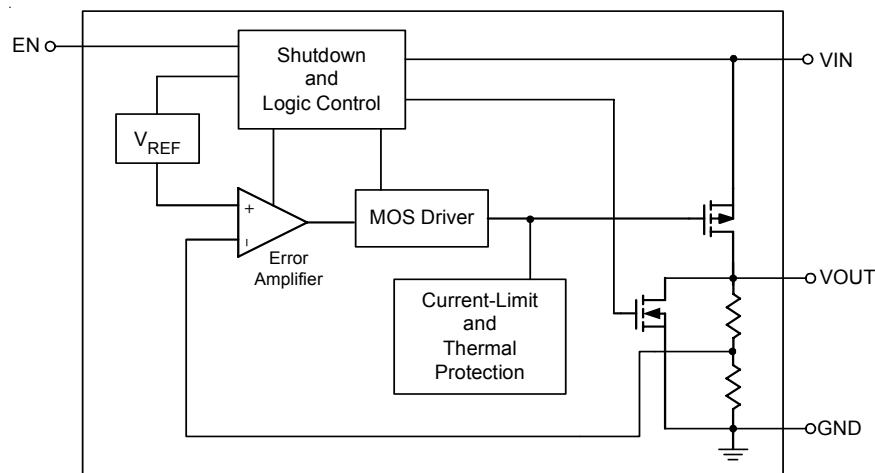 EN
Shutdown
and
Logic Control
VIN
VREF
+
MOS Driver
-
Error
Amplifier
VOUT
Current-Limit
and
Thermal
Protection
GND